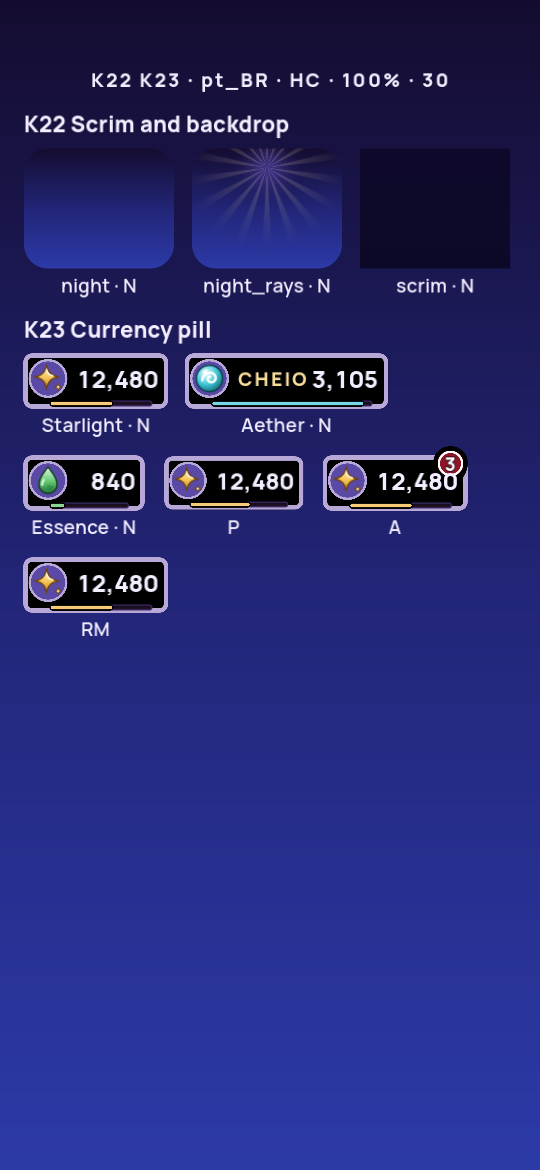 K22 K23 · pt_BR · HC · 100% · 30
K22 Scrim and backdrop
night · N
night_rays · N
scrim · N
K23 Currency pill
12,480
CHEIO 3,105
Starlight · N
Aether · N
840
12,480
12,480
3
Essence · N
P
A
12,480
RM